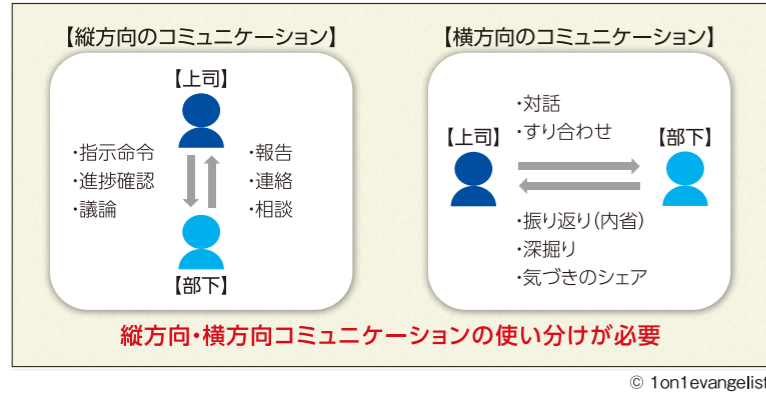 【縦方向のコミュニケーション】
【上司】
・指示命令
・進捗確認
・議論
・報告
・連絡
・相談
【部下】
【横方向のコミュニケーション】
・対話
・すり合わせ
【上司】
【部下】
・振り返り(内省)
・深掘り
・気づきのシェア
縦方向・横方向コミュニケーションの使い分けが必要
© 1on1evangelist